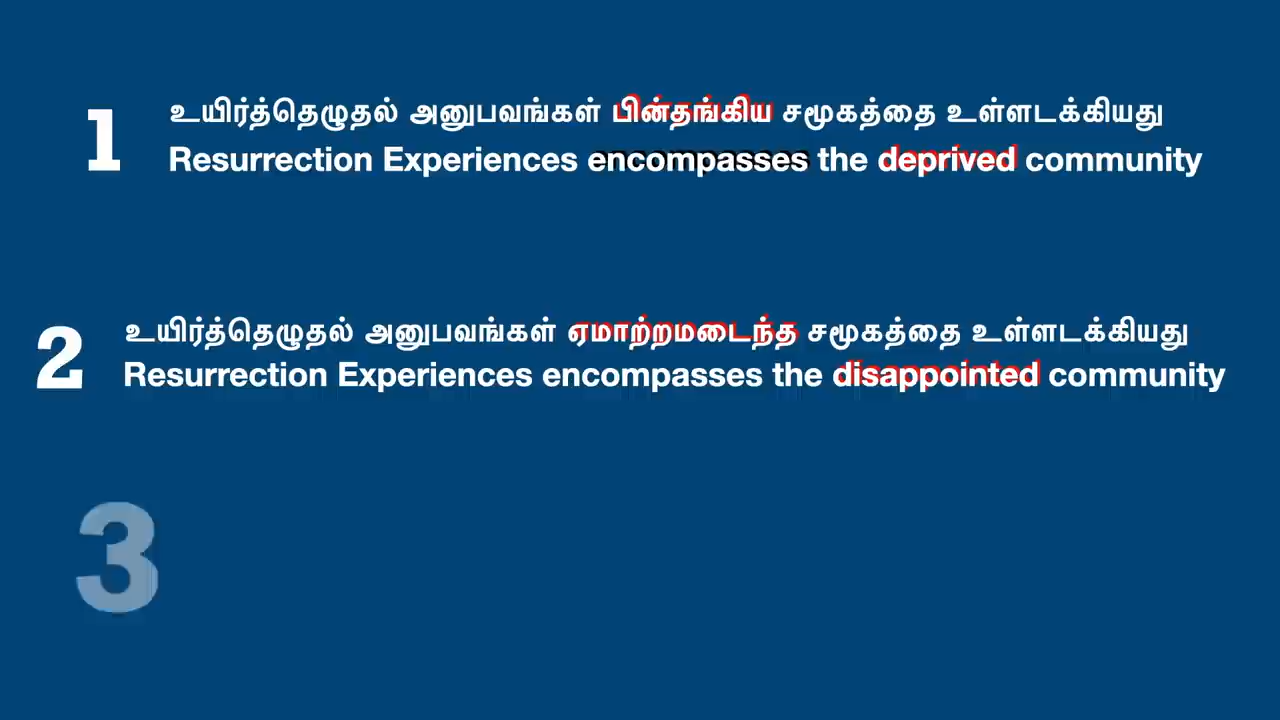 1
உயிர்த்தெழுதல் அனுபவங்கள் பின்தங்கிய சமூகத்தை உள்ளடக்கியது
Resurrection Experiences encompasses the deprived community
2
உயிர்த்தெழுதல் அனுபவங்கள் ஏமாற்றமடைந்த சமூகத்தை உள்ளடக்கியது
Resurrection Experiences encompasses the disappointed community
3